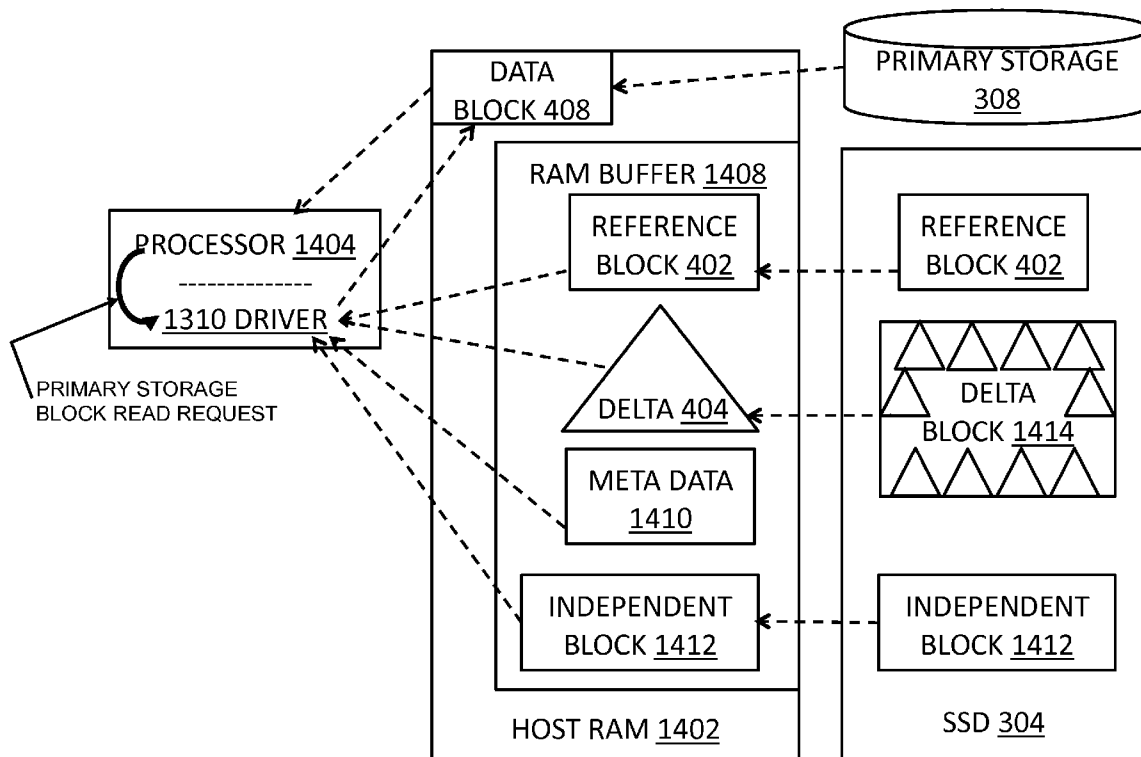 DATA
BLOCK 408
PRIMARY STORAGE
308
RAM BUFFER 1408
REFERENCE
BLOCK 402
REFERENCE
BLOCK 402
PROCESSOR 1404
1310 DRIVER
PRIMARY STORAGE
BLOCK READ REQUEST
DELTA 404
DELTA
BLOCK 1414
META DATA
1410
INDEPENDENT
BLOCK 1412
INDEPENDENT
BLOCK 1412
HOST RAM 1402
SSD 304